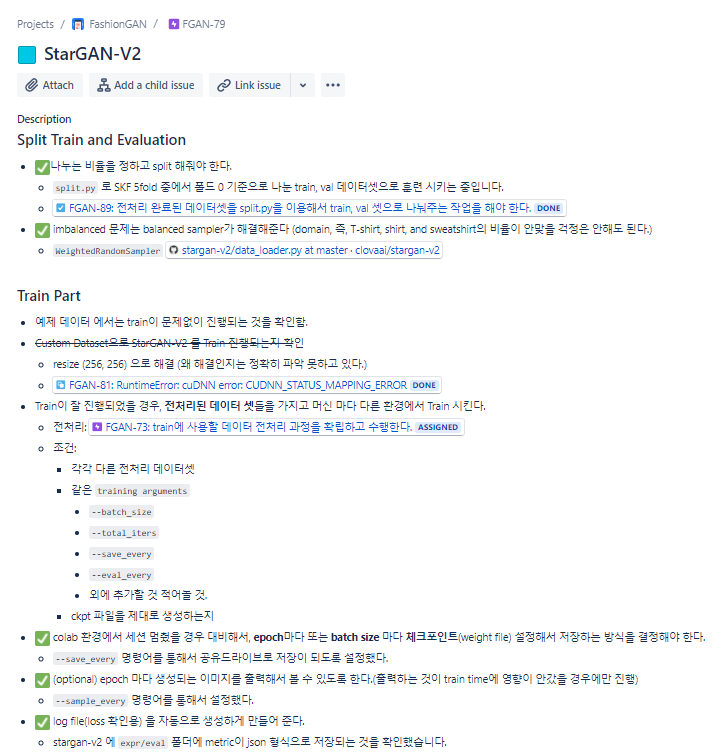 Projects / FashionGAN / FGAN-79
StarGAN-V2
Attach Add a child issue Link issue
Description
Split Train and Evaluation
나누는 비율을 정하고 split 해줘야 한다.
split.py 로 SKF 5fold 중에서 폴드 0 기준으로 나눈 train, val 데이터셋으로 훈련 시키는 중입니다.
FGAN-89: 전처리 완료된 데이터셋을 split.py을 이용해서 train, val 셋으로 나눠주는 작업을 해야 한다. DONE
imbalanced 문제는 balanced sampler가 해결해준다 (domain, 즉, T-shirt, shirt, and sweatshirt의 비율이 안맞을 걱정은 안해도 된다.)
WeightedRandomSampler stargan-v2/data_loader.py at master · clovaai/stargan-v2
Train Part
예제 데이터 에서는 train이 문제없이 진행되는 것을 확인함.
Custom Dataset으로 StarGAN-V2 를 Train 진행되는지 확인
resize (256, 256) 으로 해결 (왜 해결인지는 정확히 파악 못하고 있다.)
FGAN-81: RuntimeError: cuDNN error: CUDNN_STATUS_MAPPING_ERROR DONE
Train이 잘 진행되었을 경우, 전처리된 데이터 셋들을 가지고 머신 마다 다른 환경에서 Train 시킨다.
전처리: FGAN-73: train에 사용할 데이터 전처리 과정을 확립하고 수행한다. ASSIGNED
조건:
각각 다른 전처리 데이터셋
같은 training arguments
--batch_size
--total_iters
--save_every
--eval_every
외에 추가할 것 적어놓을 것.
ckpt 파일을 제대로 생성하는지
colab 환경에서 세션 멈췄을 경우 대비해서, epoch마다 또는 batch size 마다 체크포인트(weight file) 설정해서 저장하는 방식을 결정해야 한다.
--save_every 명령어를 통해서 공유드라이브로 저장이 되도록 설정했다.
(optional) epoch 마다 생성되는 이미지를 출력해서 볼 수 있도록 한다.(출력하는 것이 train time에 영향이 안갔을 경우에만 진행)
--sample_every 명령어를 통해서 설정했다.
log file(loss 확인용) 을 자동으로 생성하게 만들어 준다.
stargan-v2 에 expr/eval 폴더에 metric이 json 형식으로 저장되는 것을 확인했습니다.